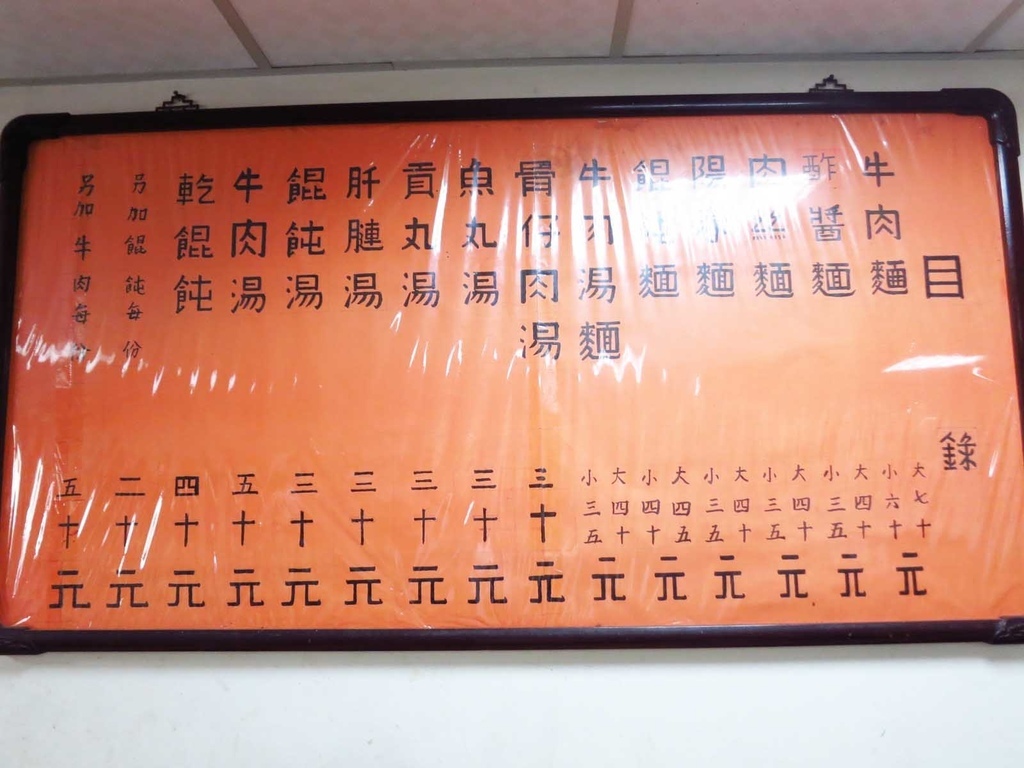 目錄
牛肉麵 大七十 小六十 元
酢醬麵 大四十 小三五 元
肉絲麵 大四十 小三五 元
陽春麵 大四十 小三五 元
餛飩麵 大四五 小四十 元
牛肉湯麵 大四十 小三五 元
骨仔肉湯 三十元
魚丸湯 三十元
貢丸湯 三十元
肝腱湯 三十元
餛飩湯 三十元
牛肉湯 五十元
乾餛飩 四十元
另加餛飩每份 二十元
另加牛肉每份 五十元